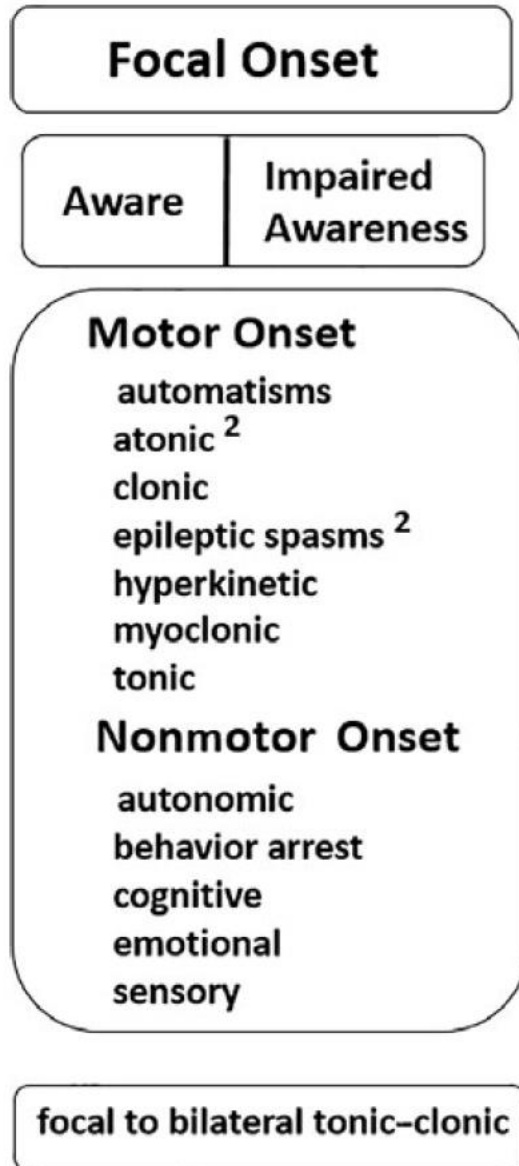 Focal Onset
Aware
Impaired
Awareness
Motor Onset
automatisms
atonic ²
clonic
epileptic spasms ²
hyperkinetic
myoclonic
tonic
Nonmotor Onset
autonomic
behavior arrest
cognitive
emotional
sensory
focal to bilateral tonic–clonic